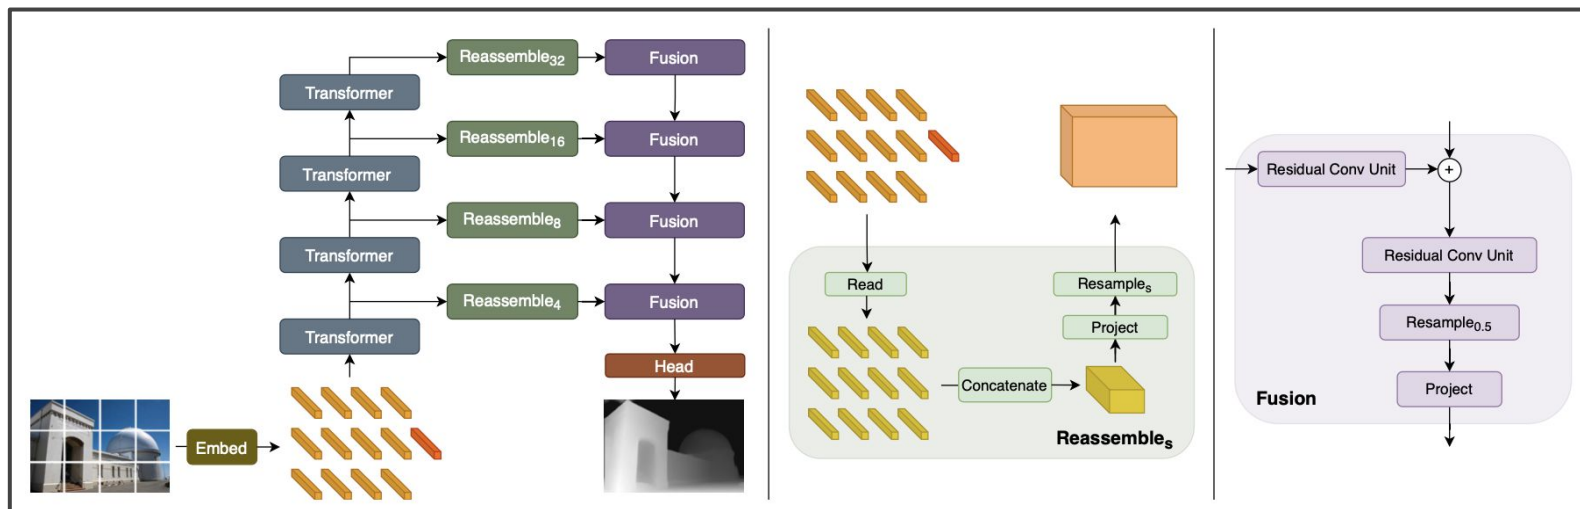 Reassemble32
Fusion
Transformer
Reassemble16
Fusion
Transformer
Reassemble8
Fusion
Transformer
Reassemble4
Fusion
Transformer
Head
Embed
Read
Concatenate
Resamples
Project
Reassembles
Residual Conv Unit
+
Residual Conv Unit
Resample0.5
Project
Fusion